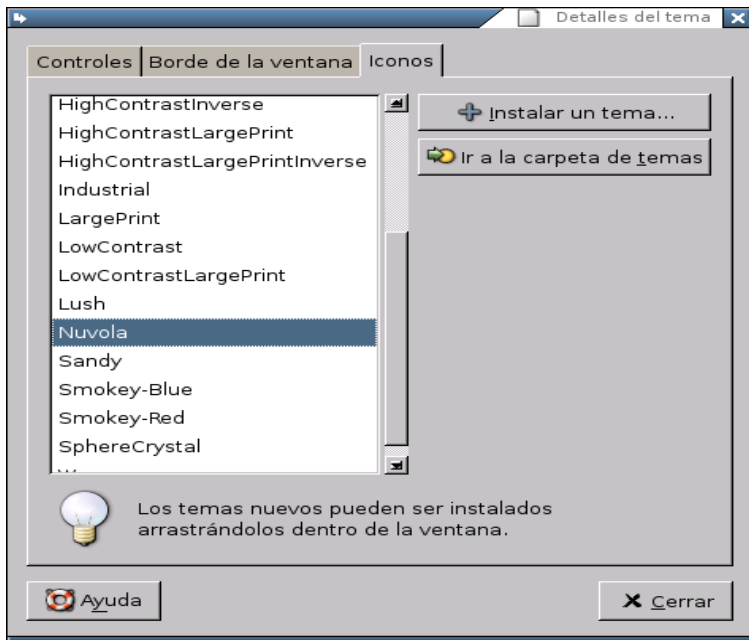 Detalles del tema
Controles Borde de la ventana Iconos
HighContrastInverse
HighContrastLargePrint
HighContrastLargePrintInverse
Industrial
LargePrint
LowContrast
LowContrastLargePrint
Lush
Nuvola
Sandy
Smokey-Blue
Smokey-Red
SphereCrystal
Instalar un tema...
Ir a la carpeta de temas
Los temas nuevos pueden ser instalados
arrastrándolos dentro de la ventana.
Ayuda
Cerrar